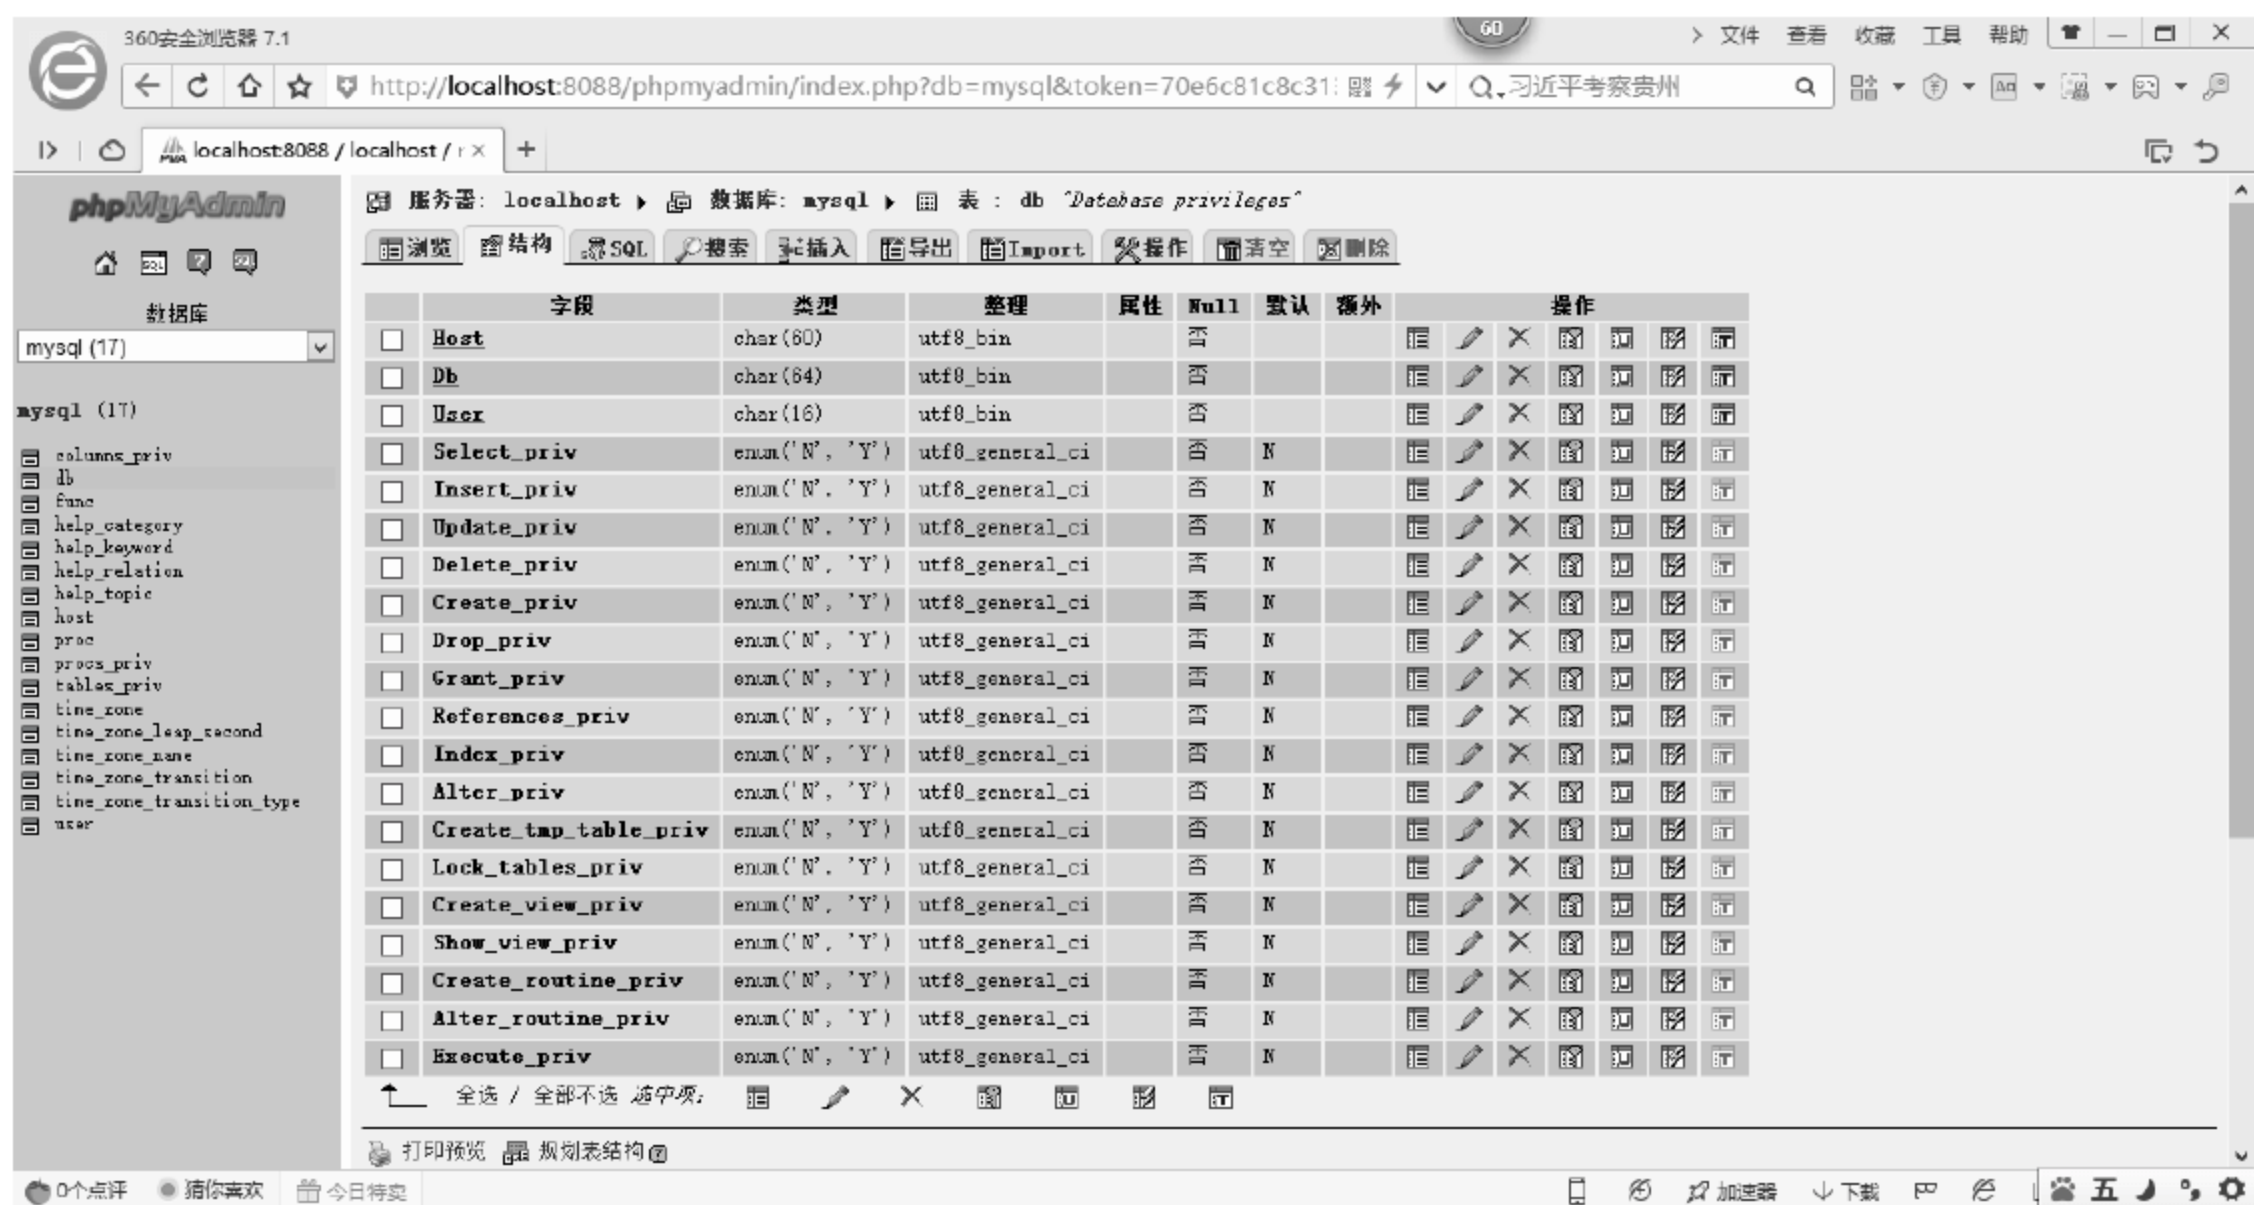 360安全浏览器 7.1
60
文件 查看 收藏 工具 帮助
http://localhost:8088/phpmyadmin/index.php?db=mysql&token=70e6c81c8c31
习近平考察贵州
localhost:8088 / localhost / r
phpMyAdmin
数据库
mysql (17)
mysql (17)
columns_priv
db
func
help_category
help_keyword
help_relation
help_topic
host
proc
procs_priv
tables_priv
time_zone
time_zone_leap_second
time_zone_name
time_zone_transition
time_zone_transition_type
user
服务器: localhost 数据库: mysql 表 : db "Database privileges"
浏览 结构 SQL 搜索 插入 导出 Import 操作 清空 删除
字段 类型 整理 属性 Null 默认 额外 操作
Host char(60) utf8_bin 否
Db char(64) utf8_bin 否
User char(16) utf8_bin 否
Select_priv enum('N', 'Y') utf8_general_ci 否 N
Insert_priv enum('N', 'Y') utf8_general_ci 否 N
Update_priv enum('N', 'Y') utf8_general_ci 否 N
Delete_priv enum('N', 'Y') utf8_general_ci 否 N
Create_priv enum('N', 'Y') utf8_general_ci 否 N
Drop_priv enum('N', 'Y') utf8_general_ci 否 N
Grant_priv enum('N', 'Y') utf8_general_ci 否 N
References_priv enum('N', 'Y') utf8_general_ci 否 N
Index_priv enum('N', 'Y') utf8_general_ci 否 N
Alter_priv enum('N', 'Y') utf8_general_ci 否 N
Create_tmp_table_priv enum('N', 'Y') utf8_general_ci 否 N
Lock_tables_priv enum('N', 'Y') utf8_general_ci 否 N
Create_view_priv enum('N', 'Y') utf8_general_ci 否 N
Show_view_priv enum('N', 'Y') utf8_general_ci 否 N
Create_routine_priv enum('N', 'Y') utf8_general_ci 否 N
Alter_routine_priv enum('N', 'Y') utf8_general_ci 否 N
Execute_priv enum('N', 'Y') utf8_general_ci 否 N
全选 / 全部不选 选中项:
打印预览 规划表结构
0个点评 猜你喜欢 今日特卖
加速器 下载 五